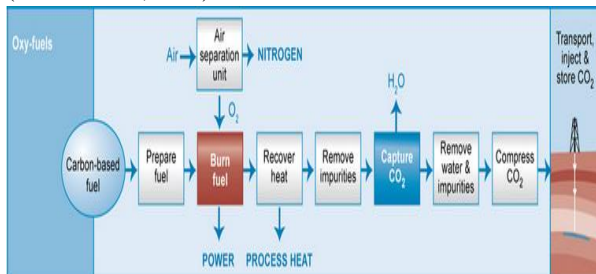 Oxy-fuels
Air
Air
separation
unit
NITROGEN
O2
H2O
Transport,
inject &
store CO2
Carbon-based
fuel
Prepare
fuel
Burn
fuel
Recover
heat
Remove
impurities
Capture
CO2
Remove
water &
impurities
Compress
CO2
POWER
PROCESS HEAT